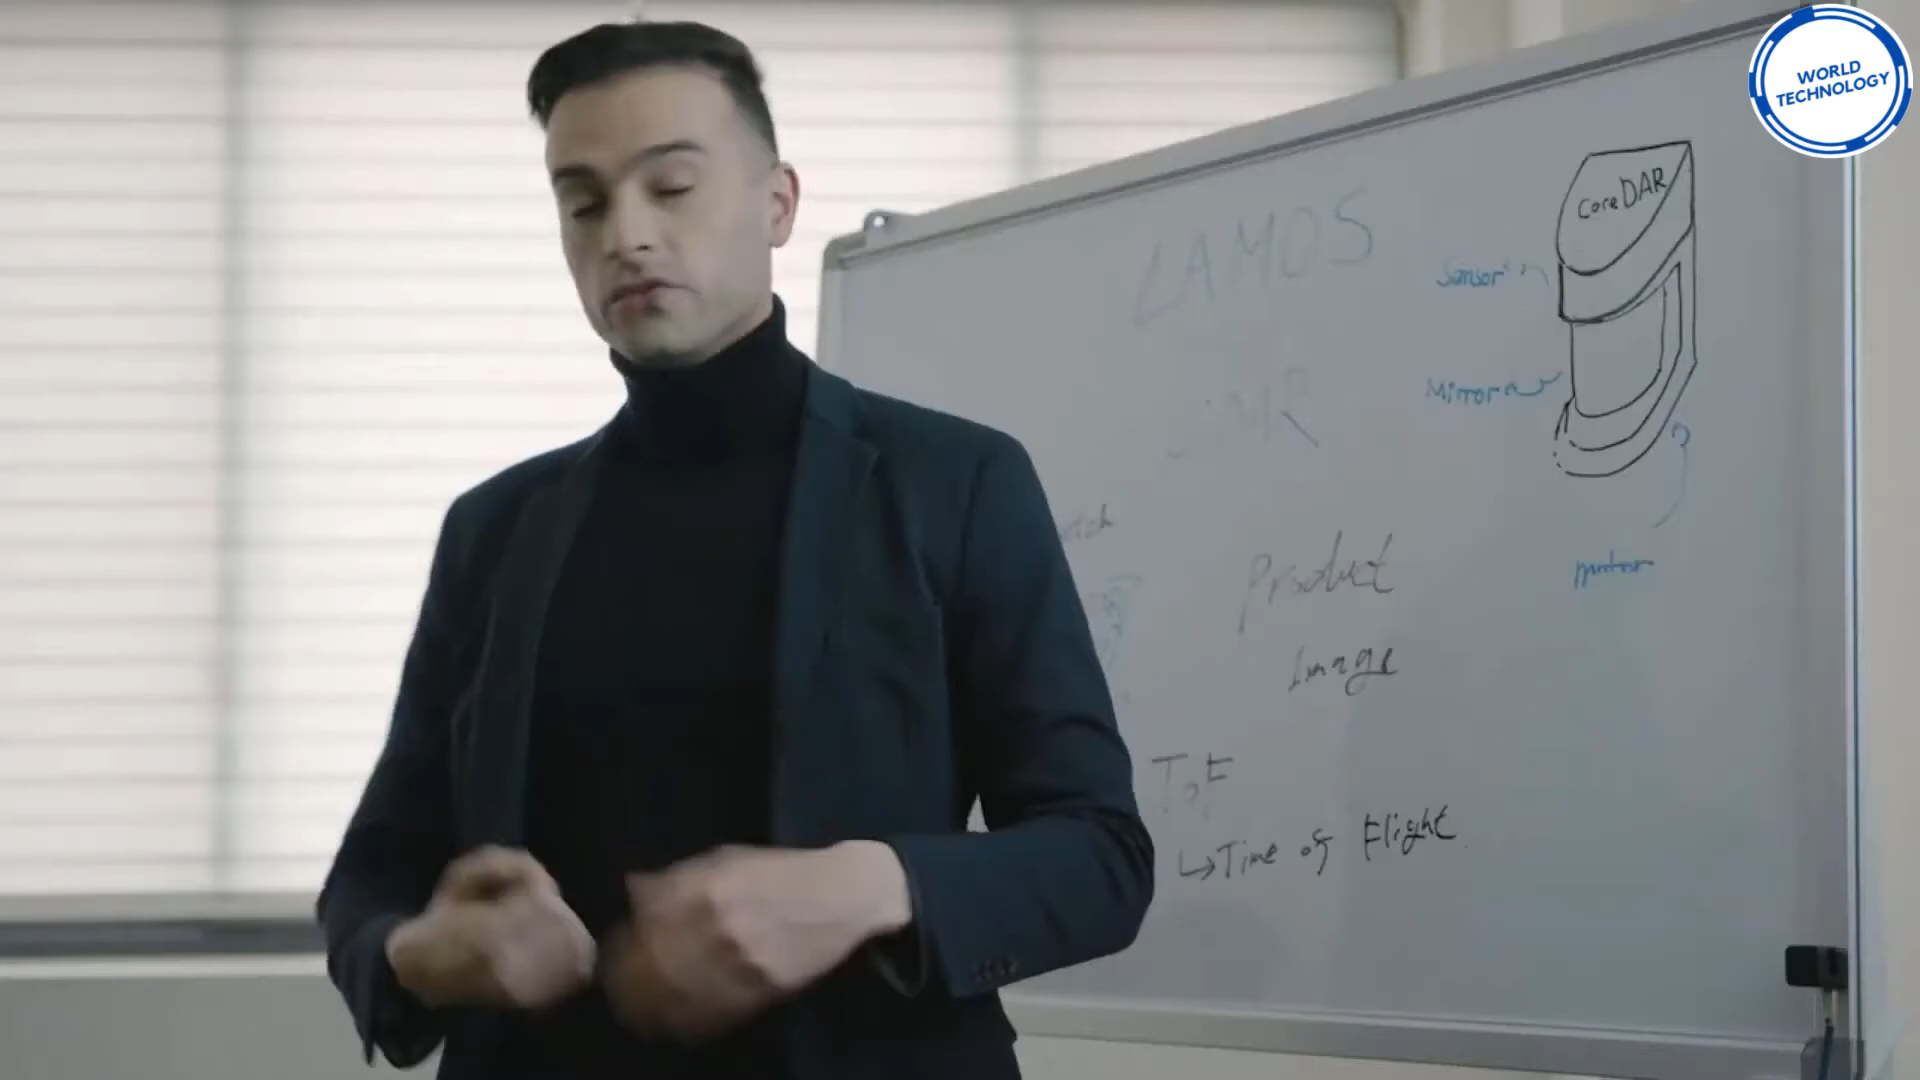 WORLD
TECHNOLOGY
CoreDAR
LAMOS
Sensor
Mirror
Product
Image
ToF
↳Time of Flight